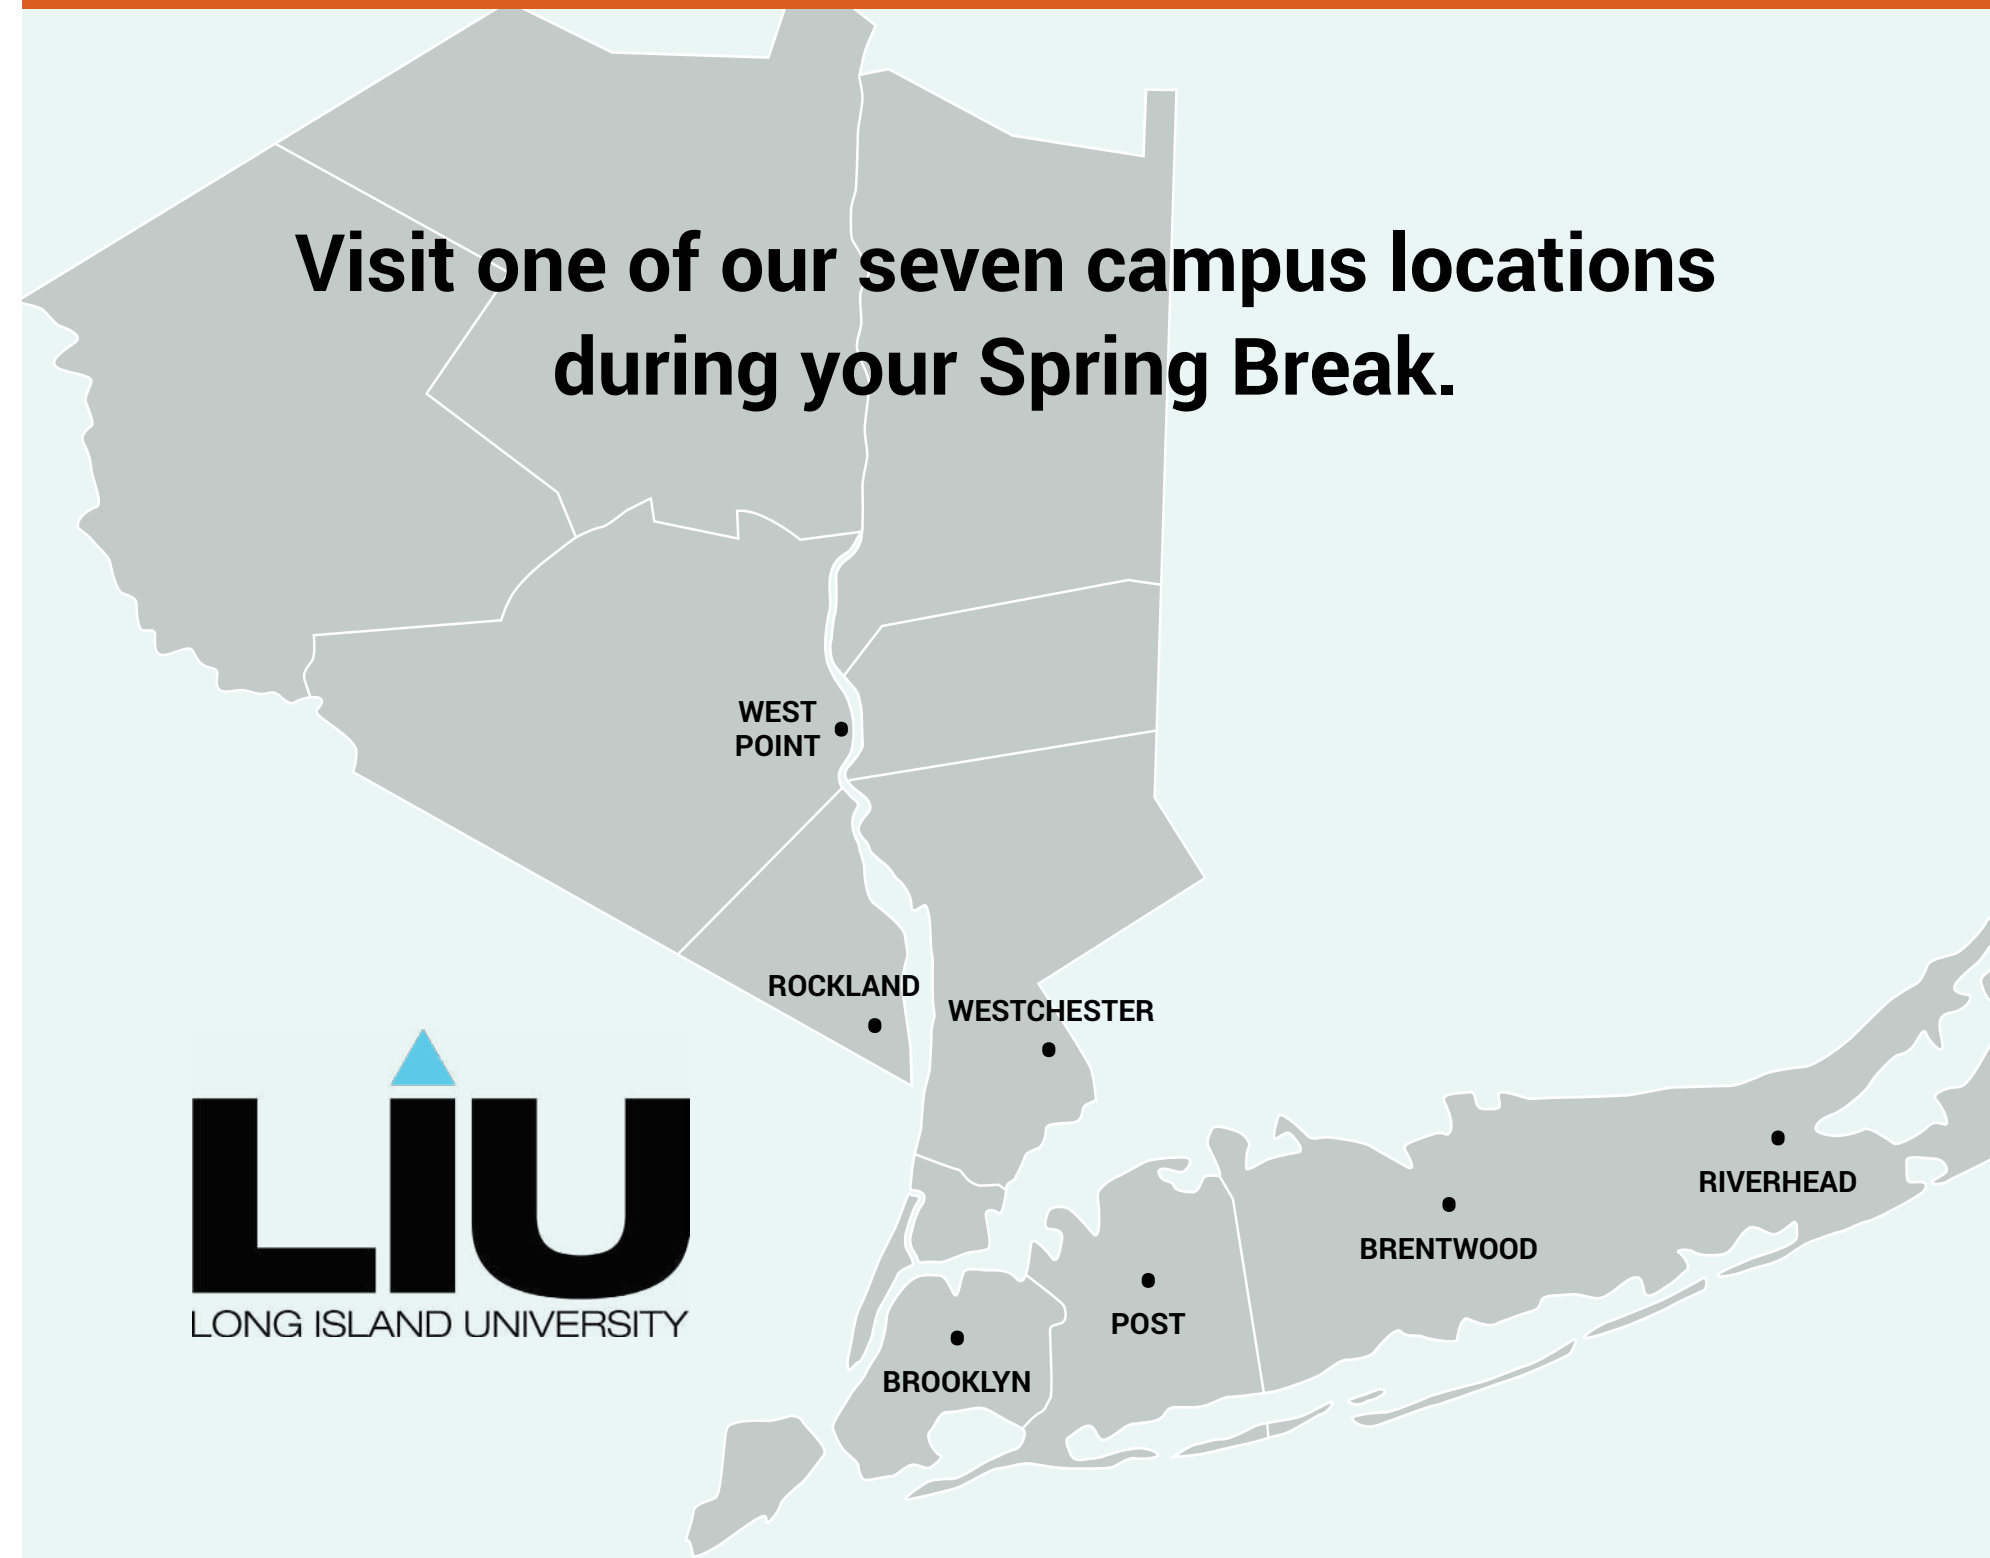 Visit one of our seven campus locations
during your Spring Break.
WEST
POINT
ROCKLAND
WESTCHESTER
LIU
LONG ISLAND UNIVERSITY
RIVERHEAD
BRENTWOOD
POST
BROOKLYN